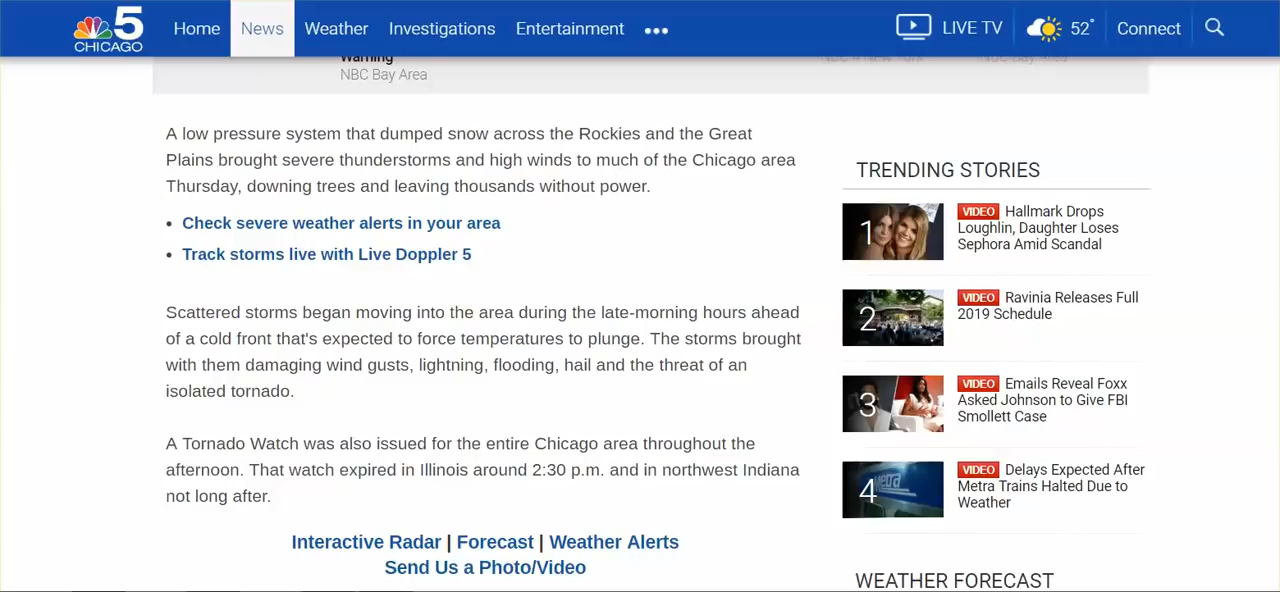 5
CHICAGO
Home News Weather Investigations Entertainment •••
LIVE TV 52° Connect
Warning
NBC Bay Area
A low pressure system that dumped snow across the Rockies and the Great
Plains brought severe thunderstorms and high winds to much of the Chicago area
Thursday, downing trees and leaving thousands without power.
• Check severe weather alerts in your area
• Track storms live with Live Doppler 5
Scattered storms began moving into the area during the late-morning hours ahead
of a cold front that's expected to force temperatures to plunge. The storms brought
with them damaging wind gusts, lightning, flooding, hail and the threat of an
isolated tornado.
A Tornado Watch was also issued for the entire Chicago area throughout the
afternoon. That watch expired in Illinois around 2:30 p.m. and in northwest Indiana
not long after.
Interactive Radar | Forecast | Weather Alerts
Send Us a Photo/Video
TRENDING STORIES
1
VIDEO Hallmark Drops
Loughlin, Daughter Loses
Sephora Amid Scandal
2
VIDEO Ravinia Releases Full
2019 Schedule
3
VIDEO Emails Reveal Foxx
Asked Johnson to Give FBI
Smollett Case
4
VIDEO Delays Expected After
Metra Trains Halted Due to
Weather
WEATHER FORECAST